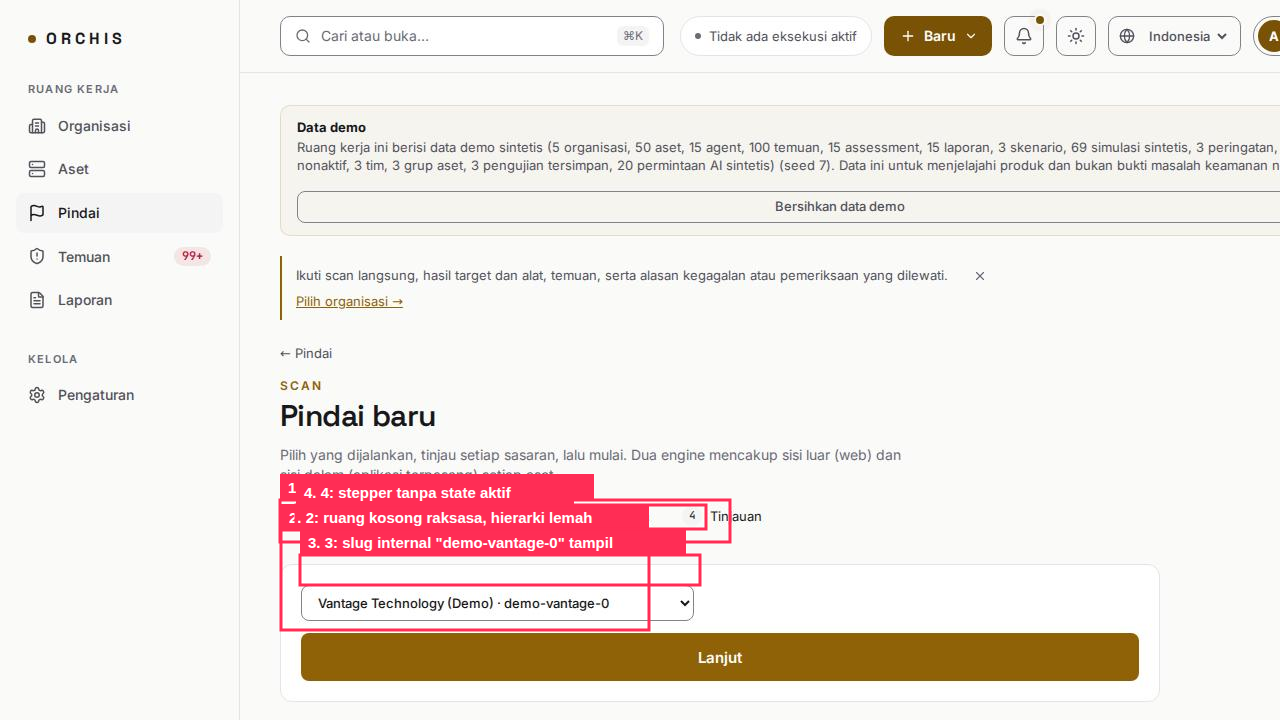 ORCHIS
Cari atau buka...
⌘K
Tidak ada eksekusi aktif
Baru
Indonesia
A
RUANG KERJA
Organisasi
Aset
Pindai
Temuan
99+
Laporan
KELOLA
Pengaturan
Data demo
Ruang kerja ini berisi data demo sintetis (5 organisasi, 50 aset, 15 agent, 100 temuan, 15 assessment, 15 laporan, 3 skenario, 69 simulasi sintetis, 3 peringatan,
nonaktif, 3 tim, 3 grup aset, 3 pengujian tersimpan, 20 permintaan AI sintetis) (seed 7). Data ini untuk menjelajahi produk dan bukan bukti masalah keamanan n
Bersihkan data demo
Ikuti scan langsung, hasil target dan alat, temuan, serta alasan kegagalan atau pemeriksaan yang dilewati.
Pilih organisasi →
← Pindai
SCAN
Pindai baru
Pilih yang dijalankan, tinjau setiap sasaran, lalu mulai. Dua engine mencakup sisi luar (web) dan
1
4. 4: stepper tanpa state aktif
2. 2: ruang kosong raksasa, hierarki lemah
4 Tinjauan
3. 3: slug internal "demo-vantage-0" tampil
Vantage Technology (Demo) · demo-vantage-0
Lanjut